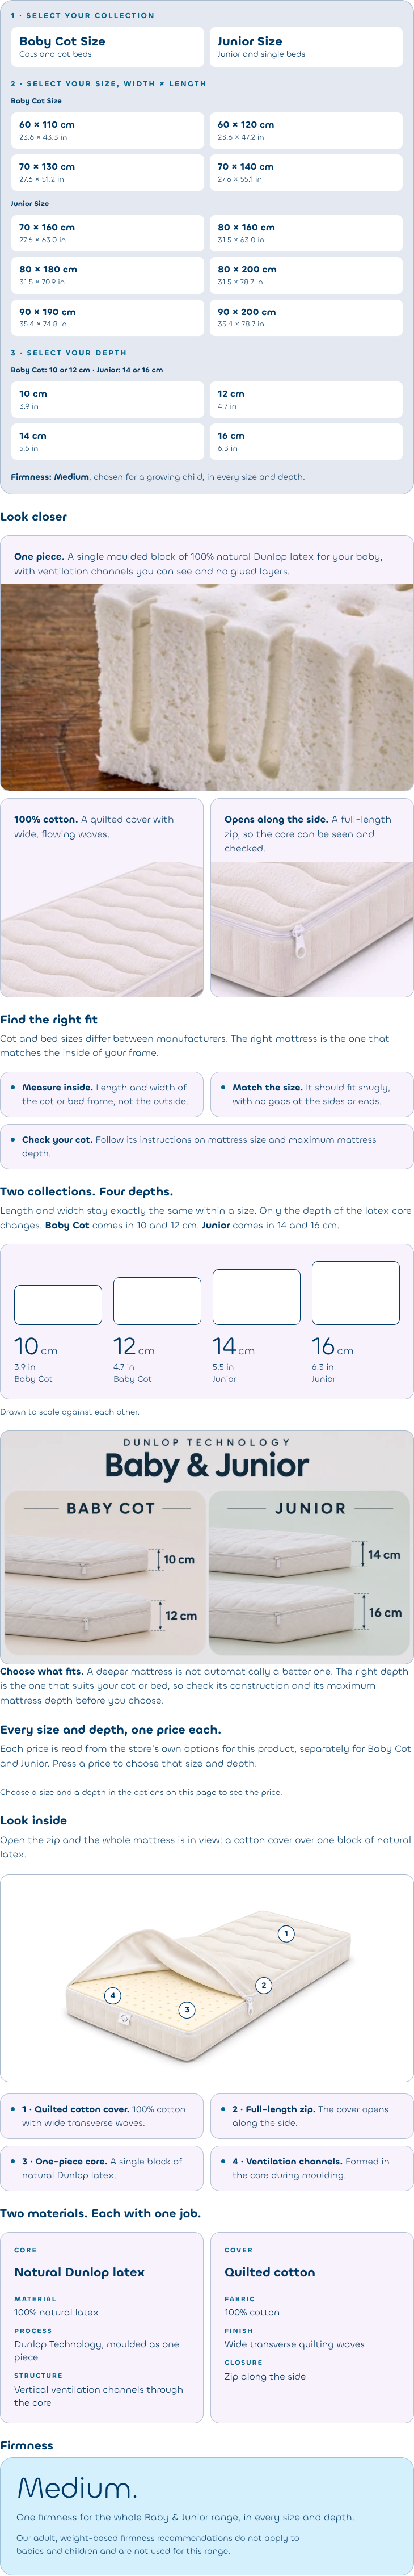 1 · SELECT YOUR COLLECTION
Baby Cot Size
Cots and cot beds
Junior Size
Junior and single beds
2 · SELECT YOUR SIZE, WIDTH × LENGTH
Baby Cot Size
60 × 110 cm
23.6 × 43.3 in
60 × 120 cm
23.6 × 47.2 in
70 × 130 cm
27.6 × 51.2 in
70 × 140 cm
27.6 × 55.1 in
Junior Size
70 × 160 cm
27.6 × 63.0 in
80 × 160 cm
31.5 × 63.0 in
80 × 180 cm
31.5 × 70.9 in
80 × 200 cm
31.5 × 78.7 in
90 × 190 cm
35.4 × 74.8 in
90 × 200 cm
35.4 × 78.7 in
3 · SELECT YOUR DEPTH
Baby Cot: 10 or 12 cm · Junior: 14 or 16 cm
10 cm
3.9 in
12 cm
4.7 in
14 cm
5.5 in
16 cm
6.3 in
Firmness: Medium, chosen for a growing child, in every size and depth.
Look closer
One piece. A single moulded block of 100% natural Dunlop latex for your baby,
with ventilation channels you can see and no glued layers.
100% cotton. A quilted cover with
wide, flowing waves.
Opens along the side. A full-length
zip, so the core can be seen and
checked.
Find the right fit
Cot and bed sizes differ between manufacturers. The right mattress is the one that
matches the inside of your frame.
Measure inside. Length and width of
the cot or bed frame, not the outside.
Match the size. It should fit snugly,
with no gaps at the sides or ends.
Check your cot. Follow its instructions on mattress size and maximum mattress
depth.
Two collections. Four depths.
Length and width stay exactly the same within a size. Only the depth of the latex core
changes. Baby Cot comes in 10 and 12 cm. Junior comes in 14 and 16 cm.
10 cm
3.9 in
Baby Cot
12 cm
4.7 in
Baby Cot
14 cm
5.5 in
Junior
16 cm
6.3 in
Junior
Drawn to scale against each other.
DUNLOP TECHNOLOGY
Baby & Junior
BABY COT
10 cm
12 cm
JUNIOR
14 cm
16 cm
Choose what fits. A deeper mattress is not automatically a better one. The right depth
is the one that suits your cot or bed, so check its construction and its maximum
mattress depth before you choose.
Every size and depth, one price each.
Each price is read from the store's own options for this product, separately for Baby Cot
and Junior. Press a price to choose that size and depth.
Choose a size and a depth in the options on this page to see the price.
Look inside
Open the zip and the whole mattress is in view: a cotton cover over one block of natural
latex.
1
2
3
4
1 · Quilted cotton cover. 100% cotton
with wide transverse waves.
2 · Full-length zip. The cover opens
along the side.
3 · One-piece core. A single block of
natural Dunlop latex.
4 · Ventilation channels. Formed in
the core during moulding.
Two materials. Each with one job.
CORE
Natural Dunlop latex
MATERIAL
100% natural latex
PROCESS
Dunlop Technology, moulded as one
piece
STRUCTURE
Vertical ventilation channels through
the core
COVER
Quilted cotton
FABRIC
100% cotton
FINISH
Wide transverse quilting waves
CLOSURE
Zip along the side
Firmness
Medium.
One firmness for the whole Baby & Junior range, in every size and depth.
Our adult, weight-based firmness recommendations do not apply to
babies and children and are not used for this range.